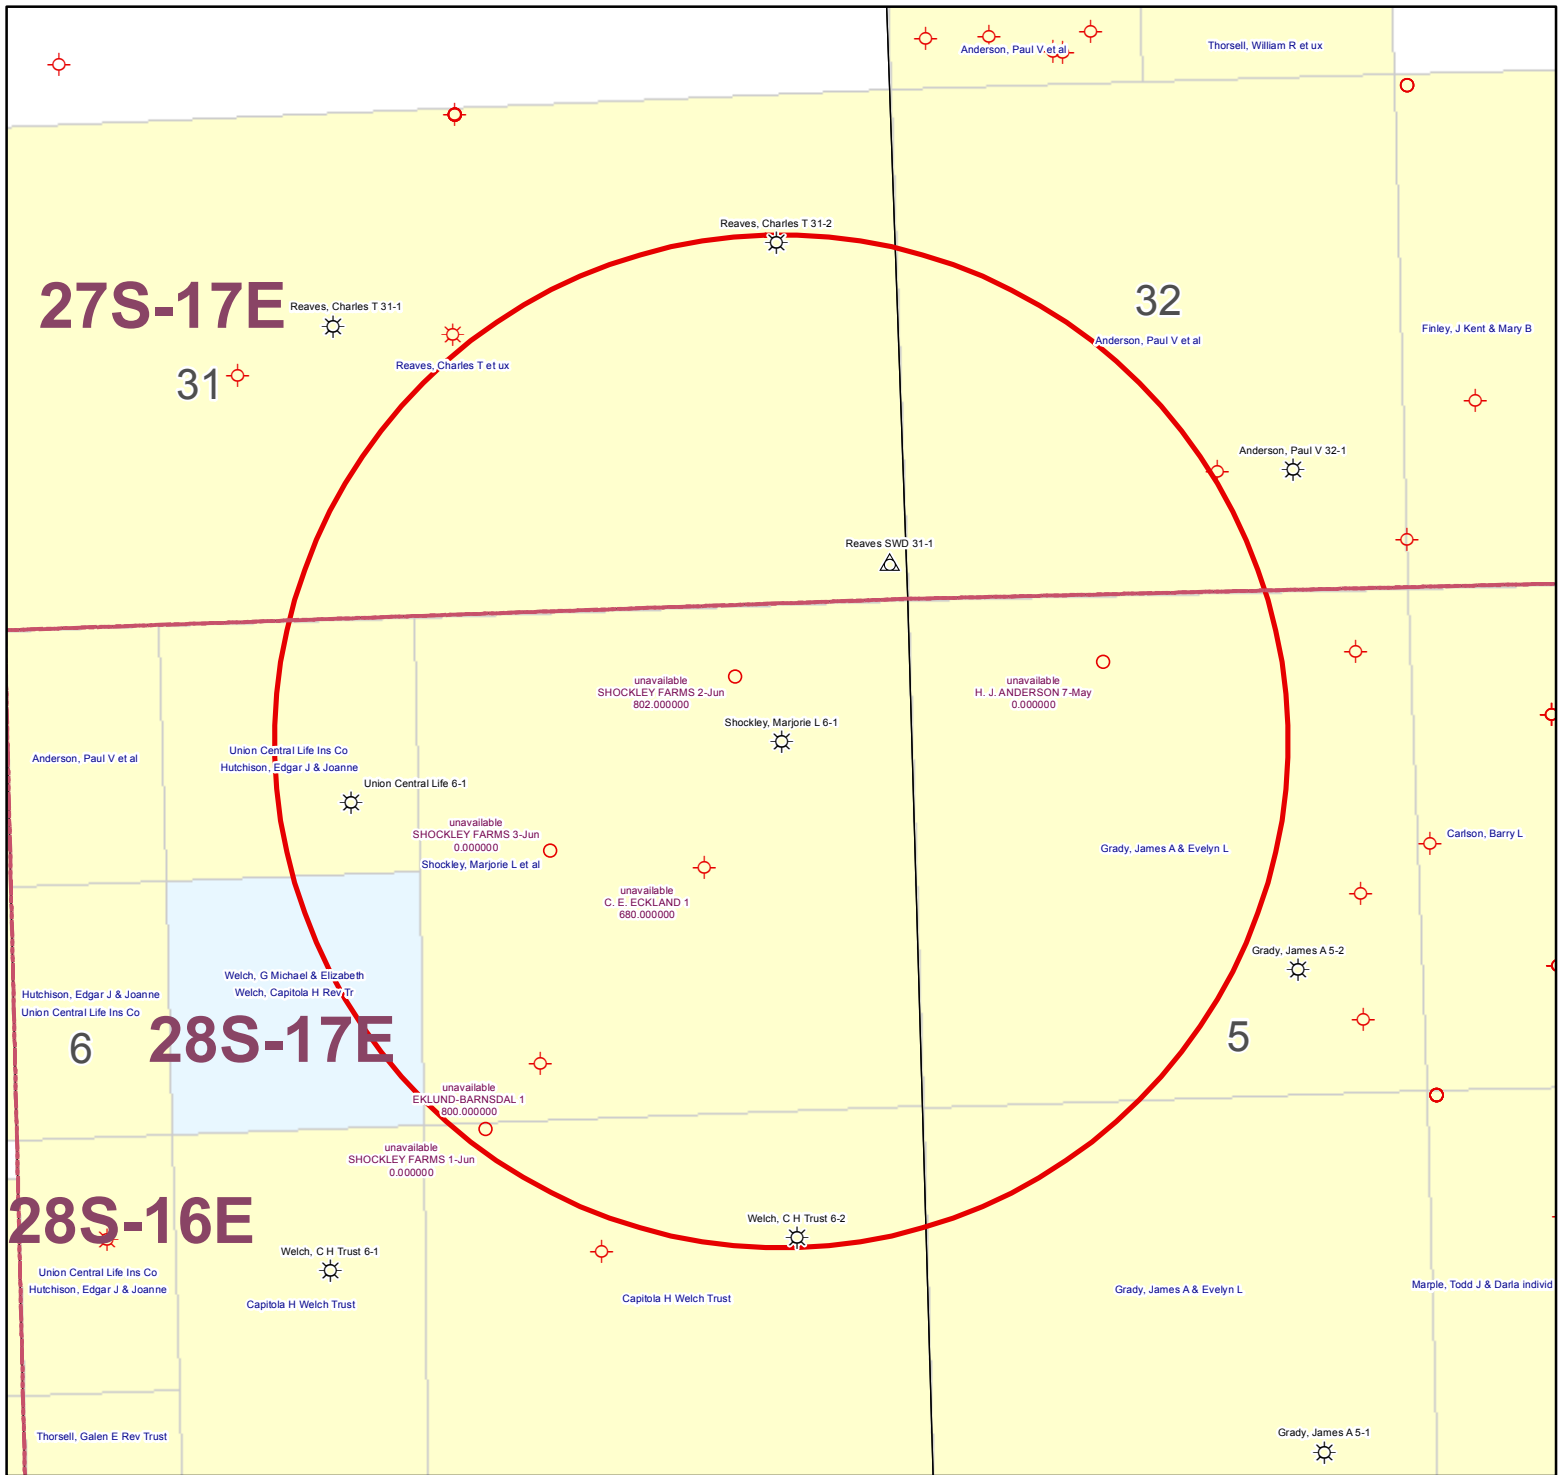 Anderson, Paul V et al
Thorsell, William R et ux
Reaves, Charles T 31-2
27S-17E
Reaves, Charles T 31-1
32
Anderson, Paul V et al
Finley, J Kent & Mary B
Reaves, Charles T et ux
31
Anderson, Paul V 32-1
Reaves SWD 31-1
unavailable
SHOCKLEY FARMS 2-Jun
802.000000
unavailable
H. J. ANDERSON 7-May
0.000000
Shockley, Marjorie L 6-1
Anderson, Paul V et al
Union Central Life Ins Co
Hutchison, Edgar J & Joanne
Union Central Life 6-1
unavailable
SHOCKLEY FARMS 3-Jun
0.000000
Shockley, Marjorie L et al
Carlson, Barry L
Grady, James A & Evelyn L
unavailable
C. E. ECKLAND 1
680.000000
Grady, James A 5-2
Welch, G Michael & Elizabeth
Welch, Capitola H Rev Tr
Hutchison, Edgar J & Joanne
Union Central Life Ins Co
6
28S-17E
5
unavailable
EKLUND-BARNSDAL 1
800.000000
unavailable
SHOCKLEY FARMS 1-Jun
0.000000
28S-16E
Welch, C H Trust 6-2
Welch, C H Trust 6-1
Union Central Life Ins Co
Hutchison, Edgar J & Joanne
Capitola H Welch Trust
Capitola H Welch Trust
Grady, James A & Evelyn L
Marple, Todd J & Darla individ
Thorsell, Galen E Rev Trust
Grady, James A 5-1